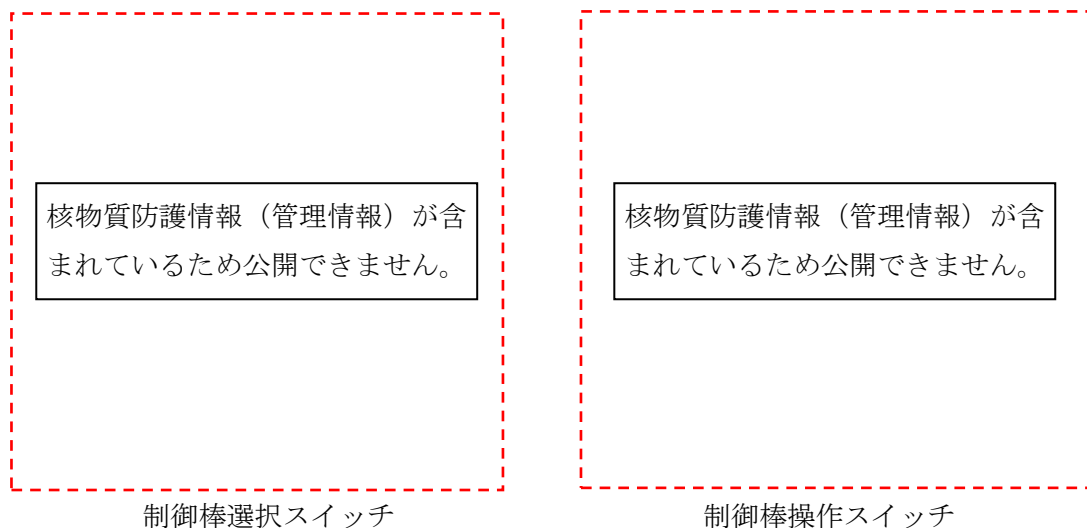 核物質防護情報（管理情報）が含
まれているため公開できません。
制御棒選択スイッチ
核物質防護情報（管理情報）が含
まれているため公開できません。
制御棒操作スイッチ